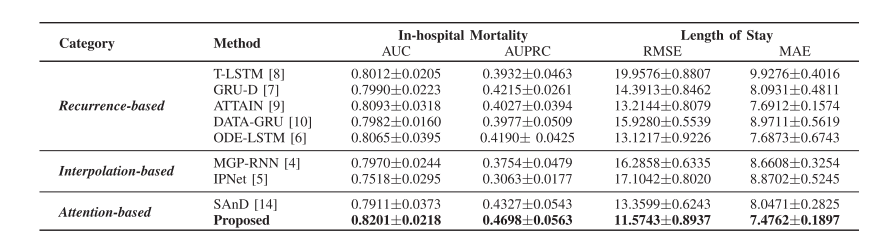 Category Method In-hospital Mortality Length of Stay
AUC AUPRC RMSE MAE
T-LSTM [8] 0.8012±0.0205 0.3932±0.0463 19.9576±0.8807 9.9276±0.4016
GRU-D [7] 0.7990±0.0223 0.4215±0.0261 14.3913±0.8462 8.0931±0.4811
Recurrence-based ATTAIN [9] 0.8093±0.0318 0.4027±0.0394 13.2144±0.8079 7.6912±0.1574
DATA-GRU [10] 0.7982±0.0160 0.3977±0.0509 15.9280±0.5539 8.9711±0.5619
ODE-LSTM [6] 0.8065±0.0395 0.4190± 0.0425 13.1217±0.9226 7.6873±0.6743
Interpolation-based MGP-RNN [4] 0.7970±0.0244 0.3754±0.0479 16.2858±0.6335 8.6608±0.3254
IPNet [5] 0.7518±0.0295 0.3063±0.0177 17.1042±0.8020 8.8702±0.5245
Attention-based SAnD [14] 0.7911±0.0373 0.4327±0.0543 13.3599±0.6243 8.0471±0.2825
Proposed 0.8201±0.0218 0.4698±0.0563 11.5743±0.8937 7.4762±0.1897